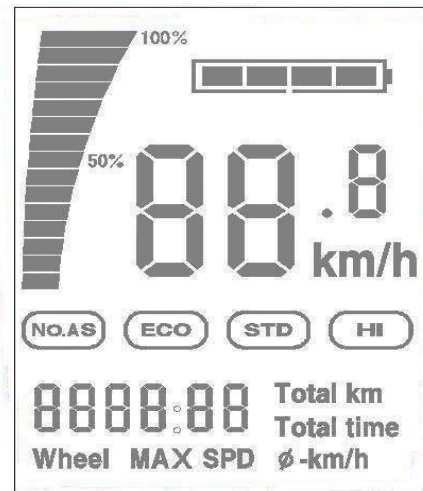 100%
50%
88.8
km/h
No.AS ECO STD HI
8888:88 Total km
Total time
Wheel MAX SPD ø-km/h